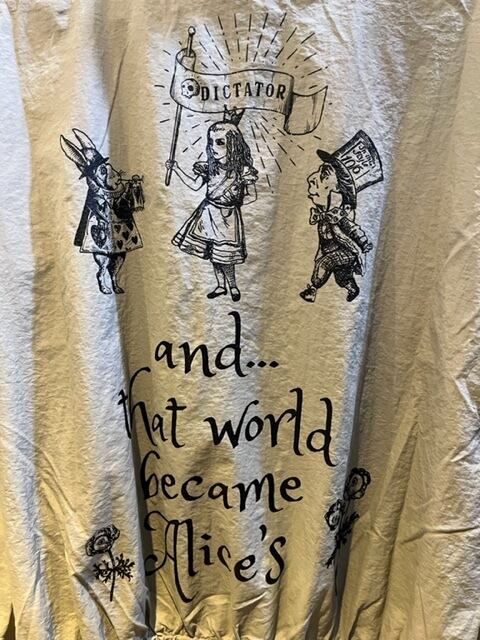 DICTATOR
and...
that world
became
Alice's